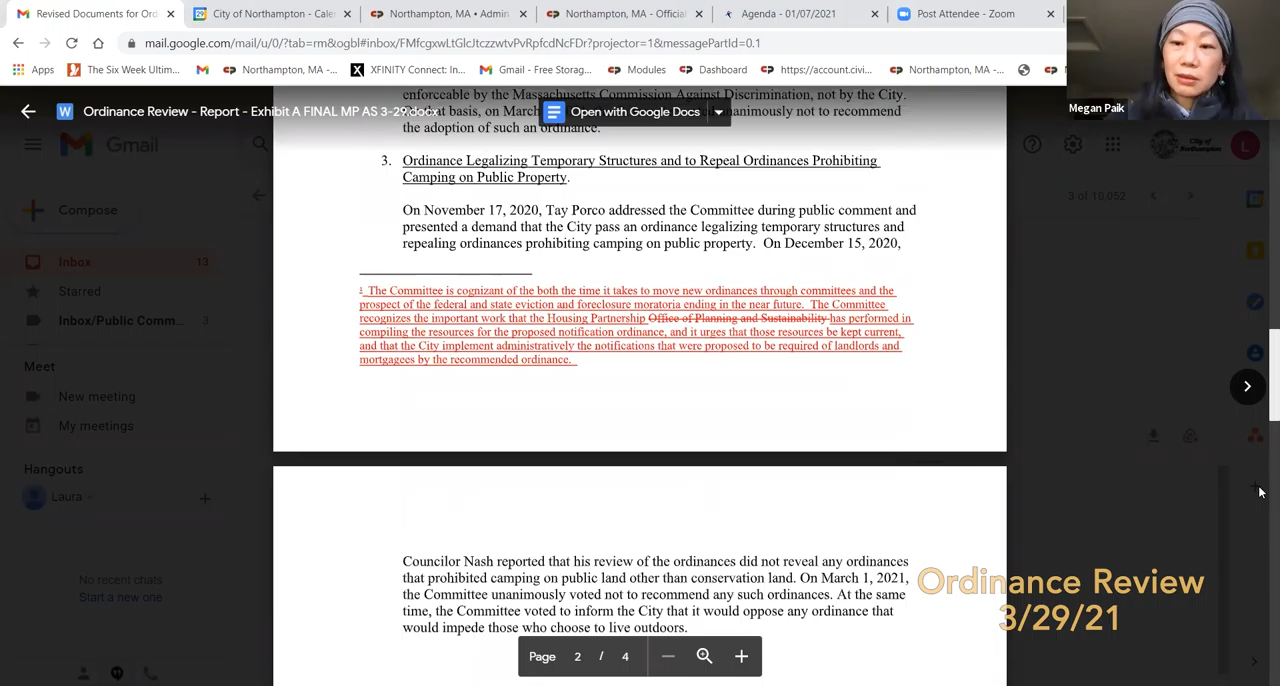 Revised Documents for Ord
City of Northampton - Cale
Northampton, MA • Admin
Northampton, MA - Official
Agenda - 01/07/2021
Post Attendee - Zoom
mail.google.com/mail/u/0/?tab=rm&ogbl#inbox/FMfcgxwLtGlcJtczzwtvPvRpfcdNcFDr?projector=1&messagePartId=0.1
Apps
The Six Week Ultim...
Northampton, MA -...
XFINITY Connect: In...
Gmail - Free Storag...
Modules
Dashboard
https://account.civi...
Northampton, MA -...
Megan Paik
enforceable by the Massachusetts Commission Against Discrimination, not by the City.
Ordinance Review - Report - Exhibit A FINAL MP AS 3-29.docx
Open with Google Docs
basis, on March
animously not to recommend
the adoption of such an ordinance.
Gmail
City of Northampton
L
3. Ordinance Legalizing Temporary Structures and to Repeal Ordinances Prohibiting
Camping on Public Property.
3 of 10,052
Compose
On November 17, 2020, Tay Porco addressed the Committee during public comment and
presented a demand that the City pass an ordinance legalizing temporary structures and
repealing ordinances prohibiting camping on public property. On December 15, 2020,
Inbox 13
Starred
Inbox/Public Comm... 3
Meet
New meeting
My meetings
Hangouts
Laura
No recent chats
Start a new one
The Committee is cognizant of the both the time it takes to move new ordinances through committees and the
prospect of the federal and state eviction and foreclosure moratoria ending in the near future. The Committee
recognizes the important work that the Housing Partnership Office of Planning and Sustainability has performed in
compiling the resources for the proposed notification ordinance, and it urges that those resources be kept current,
and that the City implement administratively the notifications that were proposed to be required of landlords and
mortgagees by the recommended ordinance.
Councilor Nash reported that his review of the ordinances did not reveal any ordinances
that prohibited camping on public land other than conservation land. On March 1, 2021,
the Committee unanimously voted not to recommend any such ordinances. At the same
time, the Committee voted to inform the City that it would oppose any ordinance that
would impede those who choose to live outdoors.
Ordinance Review
3/29/21
Page 2 / 4